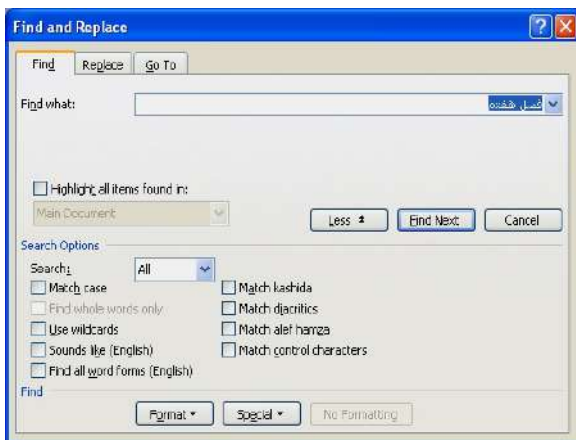 Find and Replace
Find Replace Go To
Find what: فصل هفده
Highlight all items found in:
Main Document
Less Find Next Cancel
Search Options
Search: All
Match case Match kashida
Find whole words only Match diacritics
Use wildcards Match alef hamza
Sounds like (English) Match control characters
Find all word forms (English)
Find
Format Special No Formatting